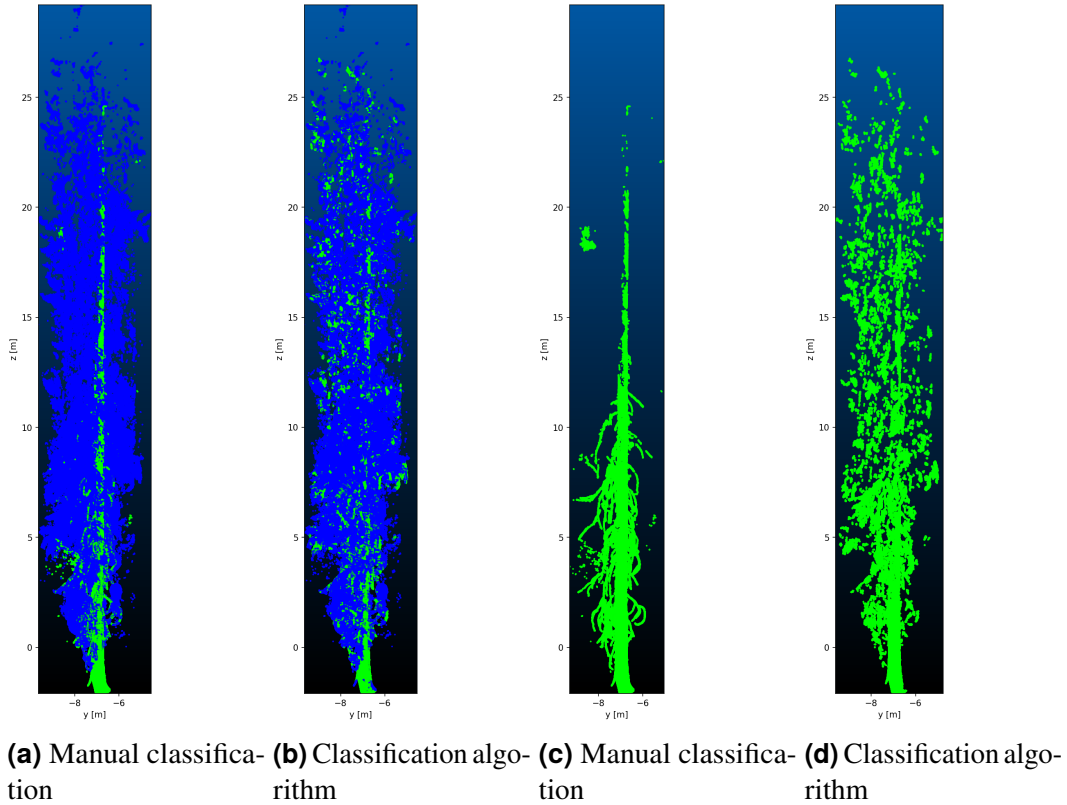 25
20
15
10
5
0
z [m]
−8
−6
y [m]
25
20
15
10
5
0
z [m]
−8
−6
y [m]
25
20
15
10
5
0
z [m]
−8
−6
y [m]
25
20
15
10
5
0
z [m]
−8
−6
y [m]
(a) Manual classifica-
tion
(b) Classification algo-
rithm
(c) Manual classifica-
tion
(d) Classification algo-
rithm